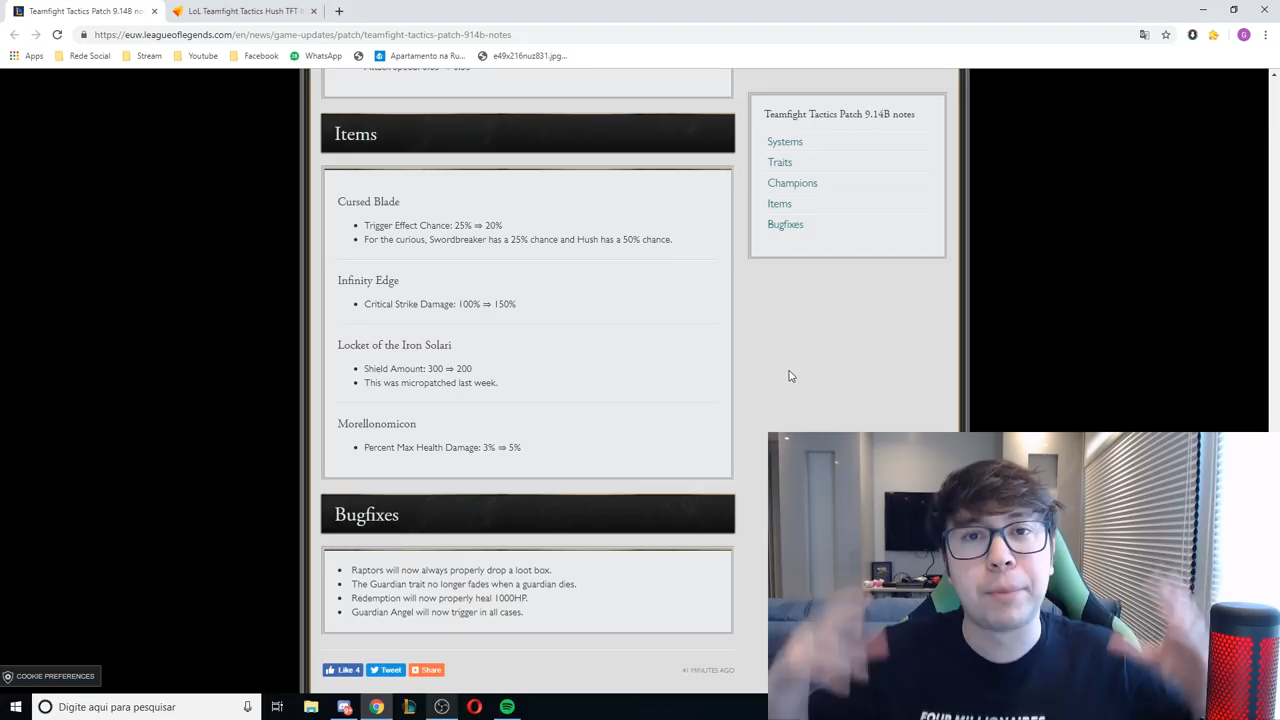 Teamfight Tactics Patch 9.14B not
LoL Teamfight Tactics Hush TFT It
https://euw.leagueoflegends.com/en/news/game-updates/patch/teamfight-tactics-patch-914b-notes
G
Apps
Rede Social
Stream
Youtube
Facebook
WhatsApp
Apartamento na Ru...
e49x216nuz831.jpg...
Items
Cursed Blade
Trigger Effect Chance: 25% ⇒ 20%
For the curious, Swordbreaker has a 25% chance and Hush has a 50% chance.
Infinity Edge
Critical Strike Damage: 100% ⇒ 150%
Locket of the Iron Solari
Shield Amount: 300 ⇒ 200
This was micropatched last week.
Morellonomicon
Percent Max Health Damage: 3% ⇒ 5%
Bugfixes
Raptors will now always properly drop a loot box.
The Guardian trait no longer fades when a guardian dies.
Redemption will now properly heal 1000HP.
Guardian Angel will now trigger in all cases.
Like 4
Tweet
Share
41 MINUTES AGO
Teamfight Tactics Patch 9.14B notes
Systems
Traits
Champions
Items
Bugfixes
COOKIE PREFERENCES
Digite aqui para pesquisar
FOUR MILLIONAIRES